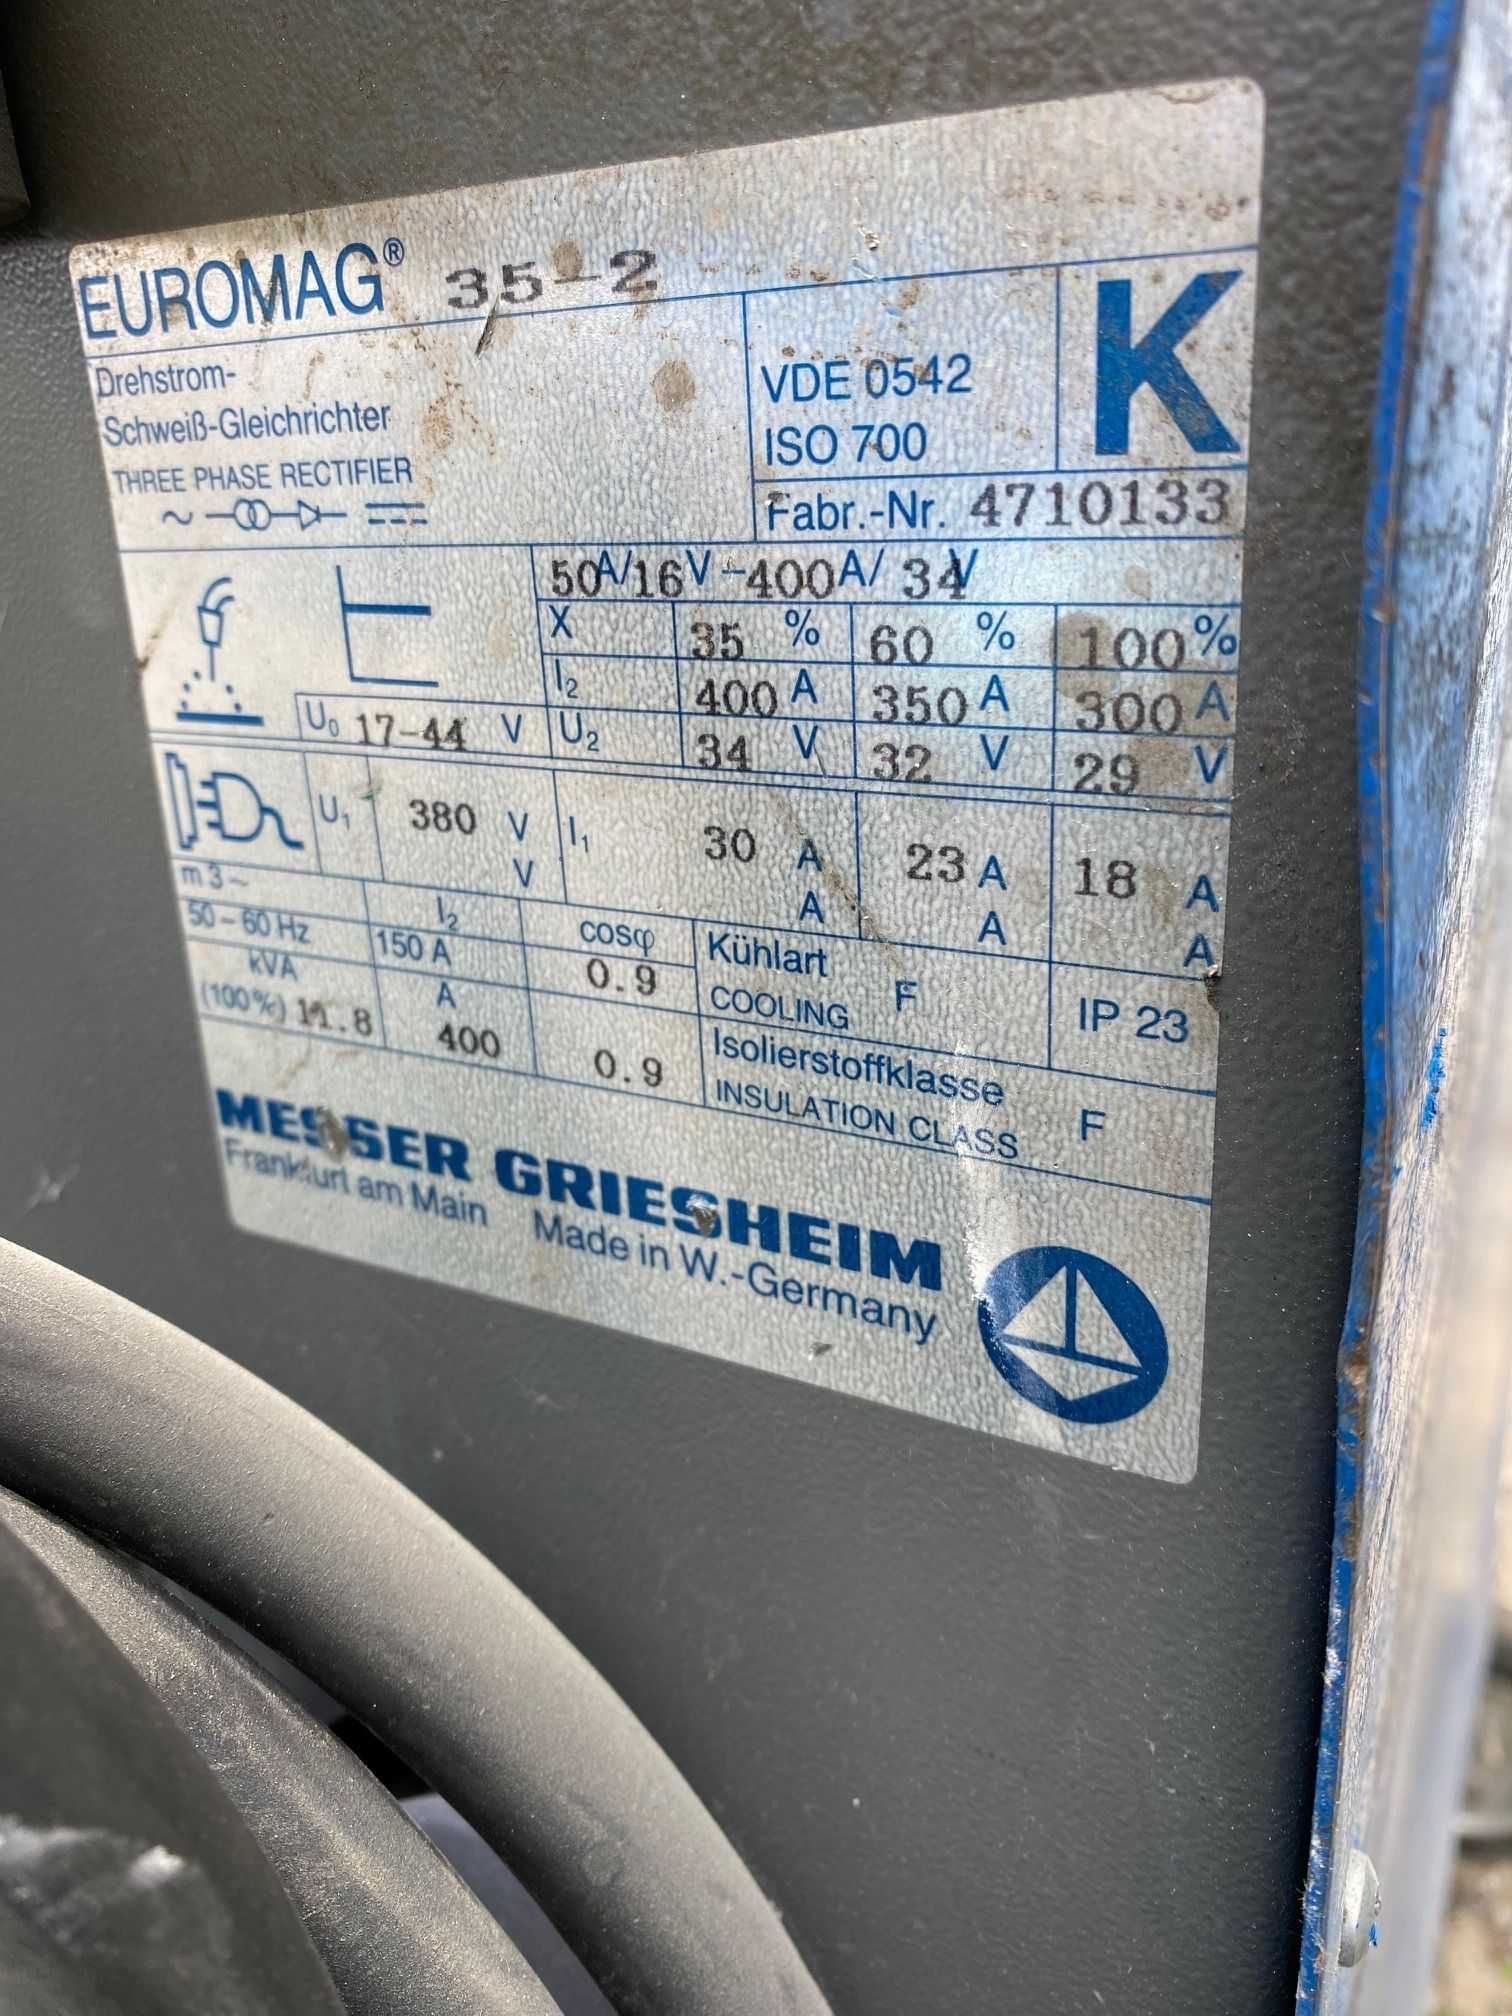 EUROMAG® 35-2
Drehstrom-
Schweiß-Gleichrichter
THREE PHASE RECTIFIER
VDE 0542
ISO 700
K
Fabr.-Nr. 4710133
50A/16V-400A/34V
X 35 % 60 % 100 %
I₂ 400 A 350 A 300 A
U₀ 17-44 V U₂ 34 V 32 V 29 V
U₁ 380 V I₁ 30 A 23 A 18 A
V A A A
m 3~
50-60 Hz
I₂
150 A
cosφ
0.9
kVA
(100%) 11.8
A
400
0.9
Kühlart
COOLING F
IP 23
Isolierstoffklasse
INSULATION CLASS F
MESSER GRIESHEIM
Frankfurt am Main Made in W.-Germany